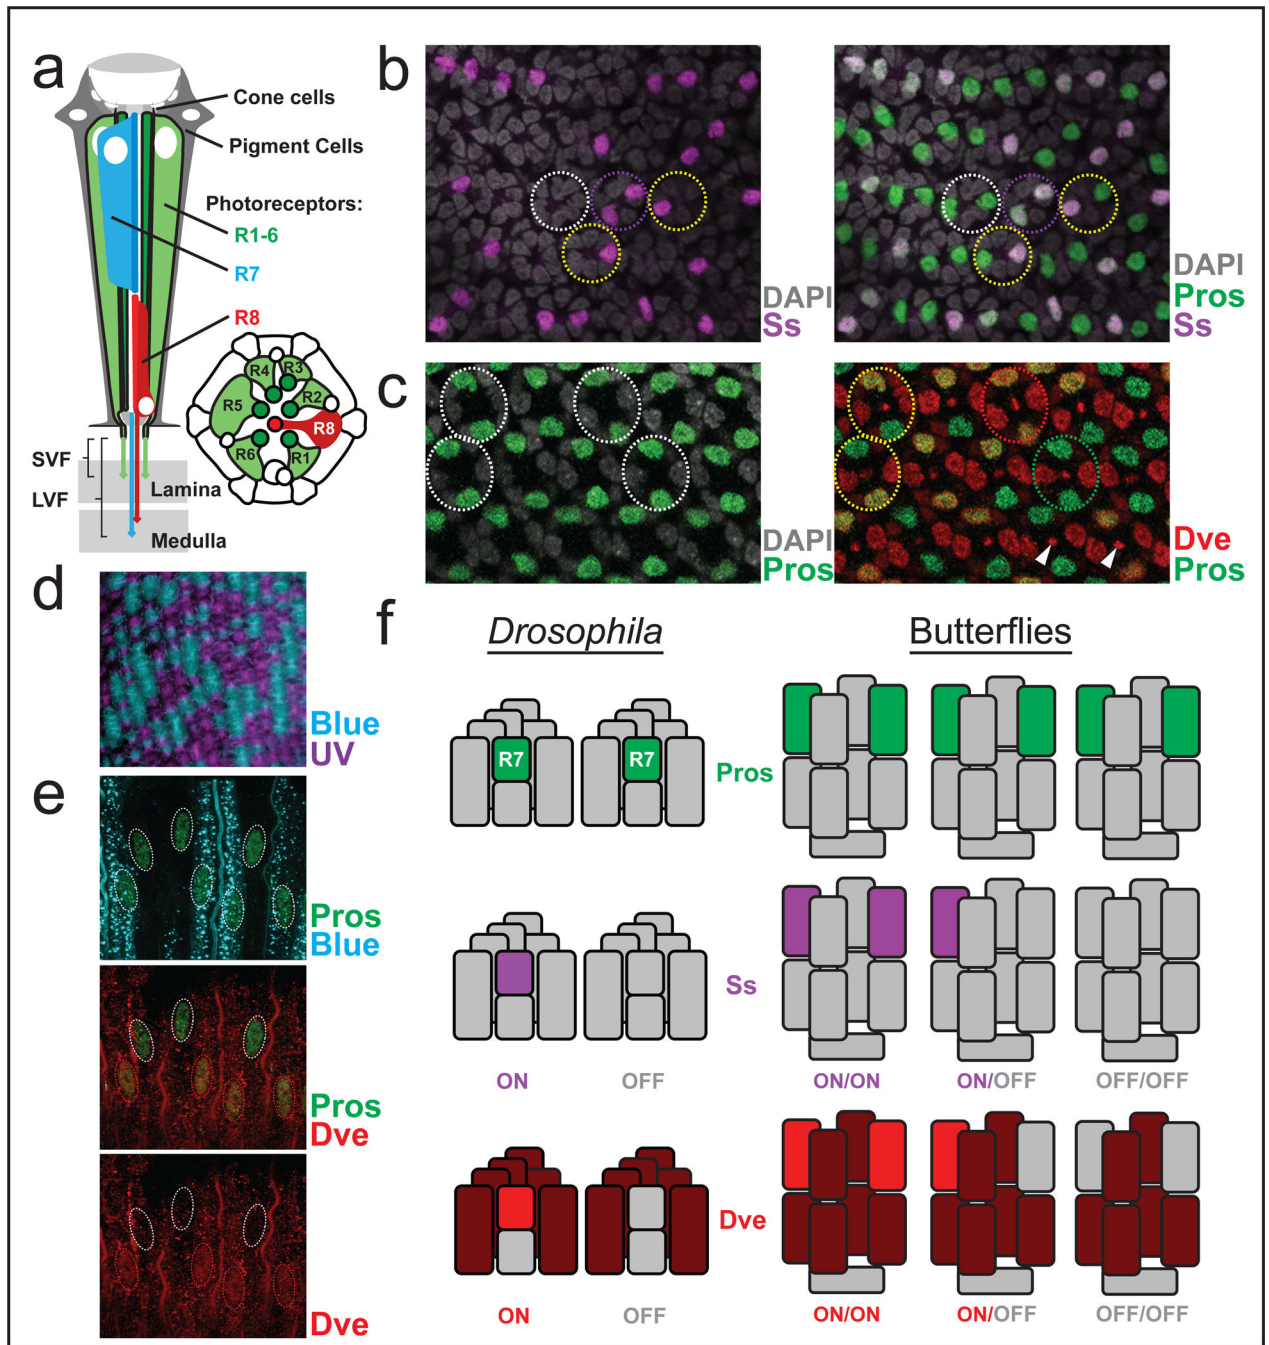 a
Cone cells
Pigment Cells
Photoreceptors:
R1-6
R7
R8
R4
R3
R5
R2
R8
R6
R1
SVF
LVF
Lamina
Medulla
b
DAPI
Ss
DAPI
Pros
Ss
c
DAPI
Pros
Dve
Pros
d
Blue
UV
e
Pros
Blue
Pros
Dve
Dve
f
Drosophila
Butterflies
R7
R7
Pros
Ss
ON
OFF
ON/ON
ON/OFF
OFF/OFF
Dve
ON
OFF
ON/ON
ON/OFF
OFF/OFF